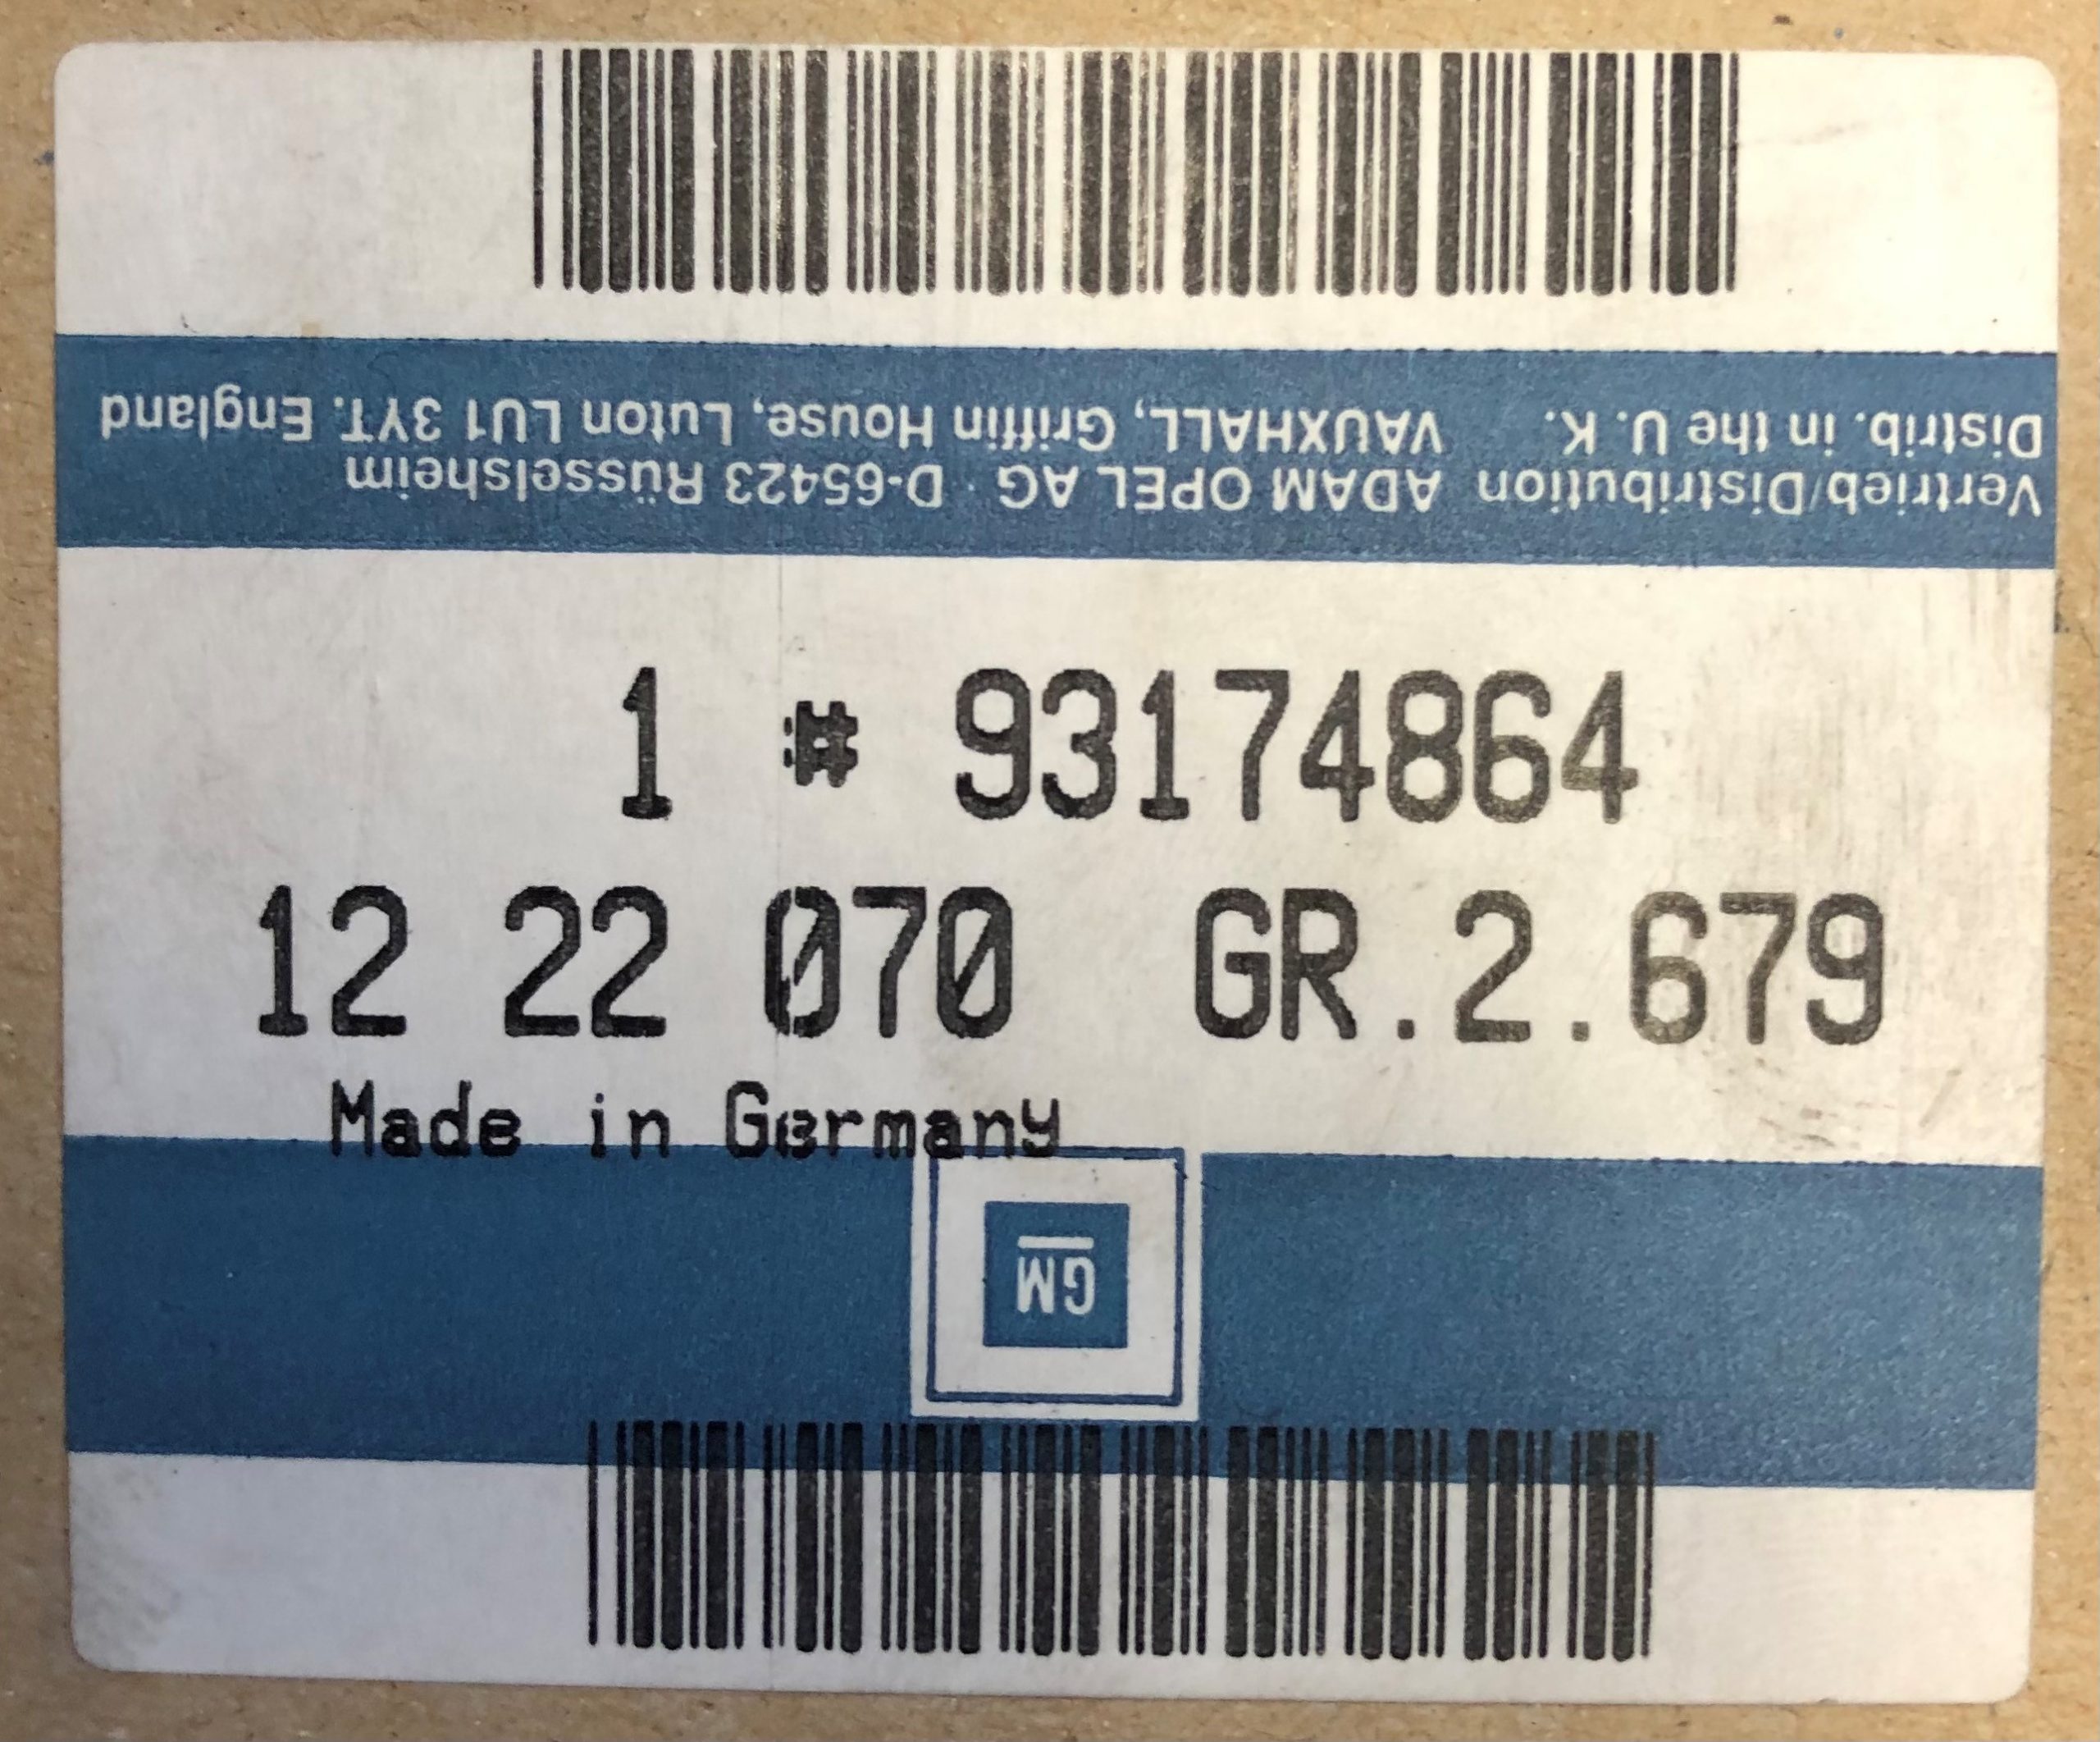 Vertrieb/Distribution ADAM OPEL AG · D-65423 Rüsselsheim
Distrib. in the U. K. VAUXHALL, Griffin House, Luton LU1 3YT. England
1 # 93174864
12 22 070 GR.2.679
Made in Germany
GM